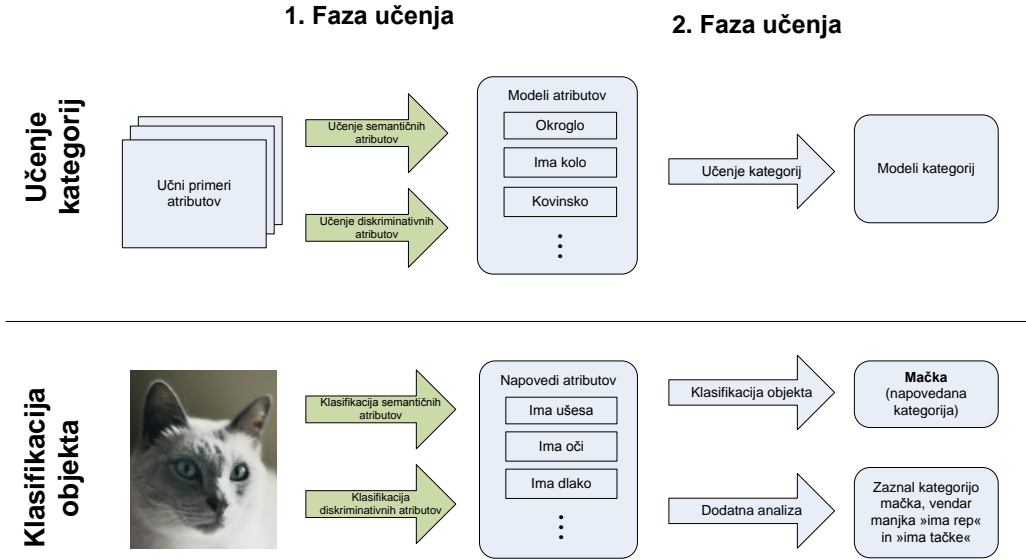 1. Faza učenja
2. Faza učenja
Učenje
kategorij
Učni primeri
atributov
Učenje semantičnih
atributov
Učenje diskriminativnih
atributov
Modeli atributov
Okroglo
Ima kolo
Kovinsko
Učenje kategorij
Modeli kategorij
Klasifikacija
objekta
Klasifikacija semantičnih
atributov
Klasifikacija
diskriminativnih atributov
Napovedi atributov
Ima ušesa
Ima oči
Ima dlako
Klasifikacija objekta
Mačka
(napovedana
kategorija)
Dodatna analiza
Zaznal kategorijo
mačka, vendar
manjka »ima rep«
in »ima tačke«